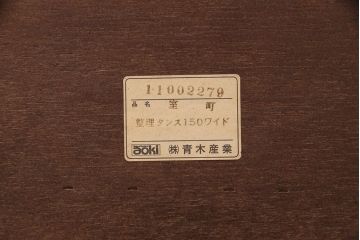 11002279
品名 室町
整理タンス150ワイド
aoki ㈱青木産業